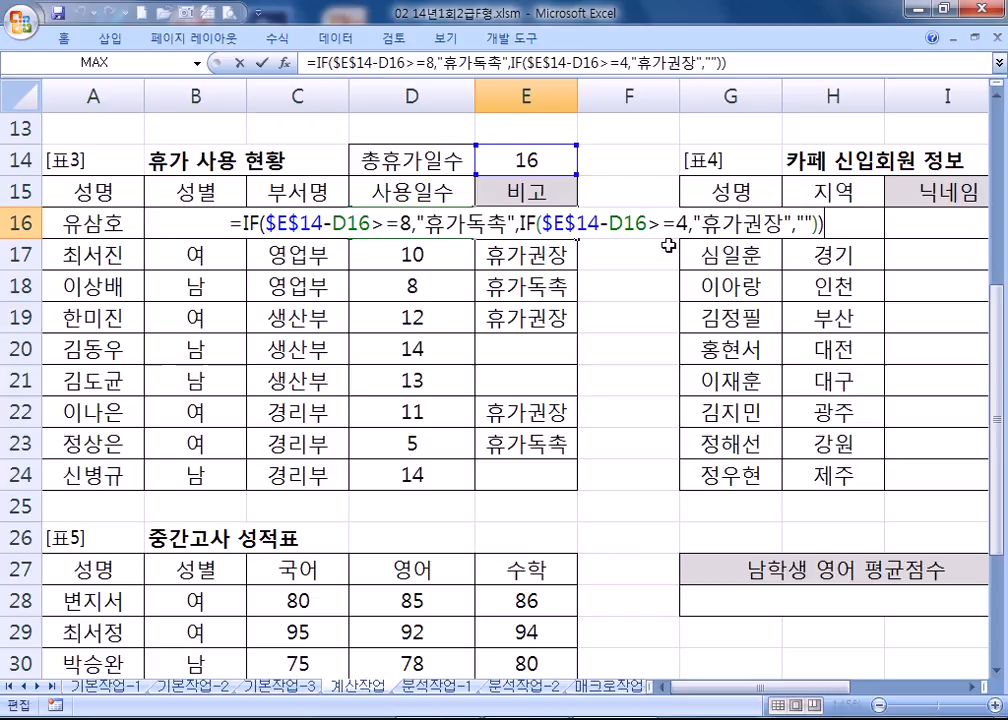 02 14년1회2급F형.xlsm - Microsoft Excel
홈 삽입 페이지 레이아웃 수식 데이터 검토 보기 개발 도구
MAX =IF($E$14-D16>=8,"휴가독촉",IF($E$14-D16>=4,"휴가권장",""))
A B C D E F G H I
13
14 [표3] 휴가 사용 현황 총휴가일수 16 [표4] 카페 신입회원 정보
15 성명 성별 부서명 사용일수 비고 성명 지역 닉네임
16 유삼호 =IF($E$14-D16>=8,"휴가독촉",IF($E$14-D16>=4,"휴가권장",""))
17 최서진 여 영업부 10 휴가권장 심일훈 경기
18 이상배 남 영업부 8 휴가독촉 이아랑 인천
19 한미진 여 생산부 12 휴가권장 김정필 부산
20 김동우 남 생산부 14 홍현서 대전
21 김도균 남 생산부 13 이재훈 대구
22 이나은 여 경리부 11 휴가권장 김지민 광주
23 정상은 여 경리부 5 휴가독촉 정해선 강원
24 신병규 남 경리부 14 정우현 제주
25
26 [표5] 중간고사 성적표
27 성명 성별 국어 영어 수학 남학생 영어 평균점수
28 변지서 여 80 85 86
29 최서정 여 95 92 94
30 박승완 남 75 78 80
기본작업-1 기본작업-2 기본작업-3 계산작업 분석작업-1 분석작업-2 매크로작업
편집